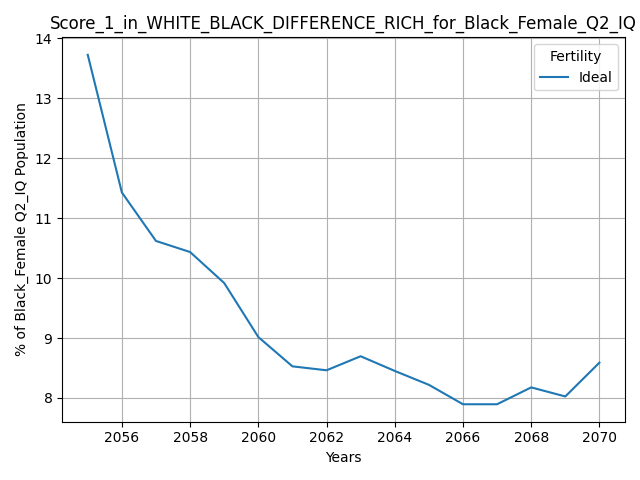 Score_1_in_WHITE_BLACK_DIFFERENCE_RICH_for_Black_Female_Q2_IQ
Fertility
Ideal
% of Black_Female Q2_IQ Population
14
13
12
11
10
9
8
2056 2058 2060 2062 2064 2066 2068 2070
Years